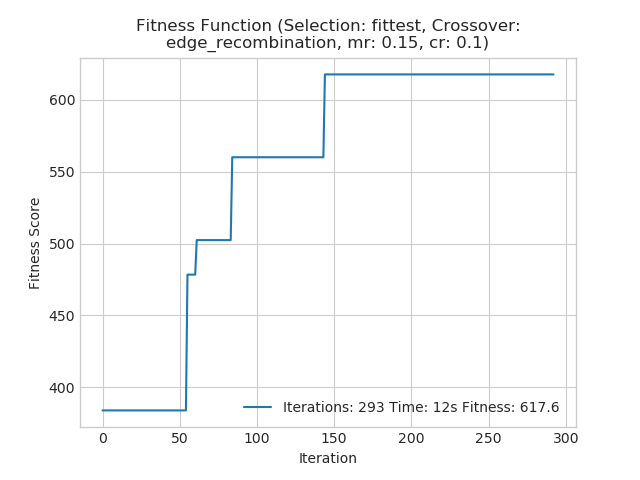 Fitness Function (Selection: fittest, Crossover:
edge_recombination, mr: 0.15, cr: 0.1)
Fitness Score
600
550
500
450
400
Iterations: 293 Time: 12s Fitness: 617.6
0 50 100 150 200 250 300
Iteration